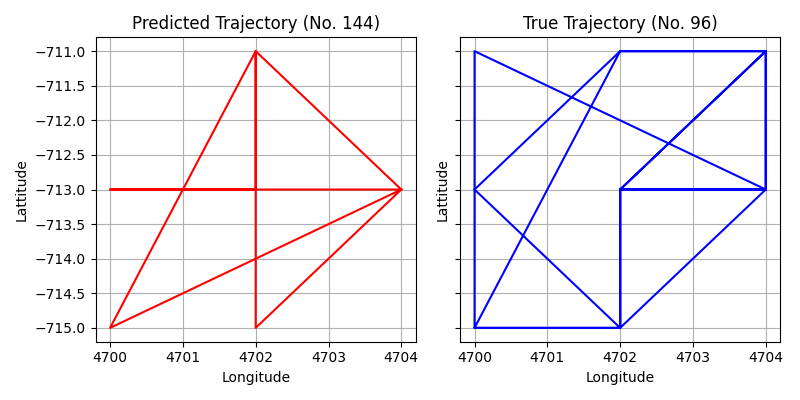 Predicted Trajectory (No. 144)
True Trajectory (No. 96)
−711.0
−711.5
−712.0
−712.5
−713.0
−713.5
−714.0
−714.5
−715.0
Lattitude
Lattitude
4700 4701 4702 4703 4704
4700 4701 4702 4703 4704
Longitude
Longitude